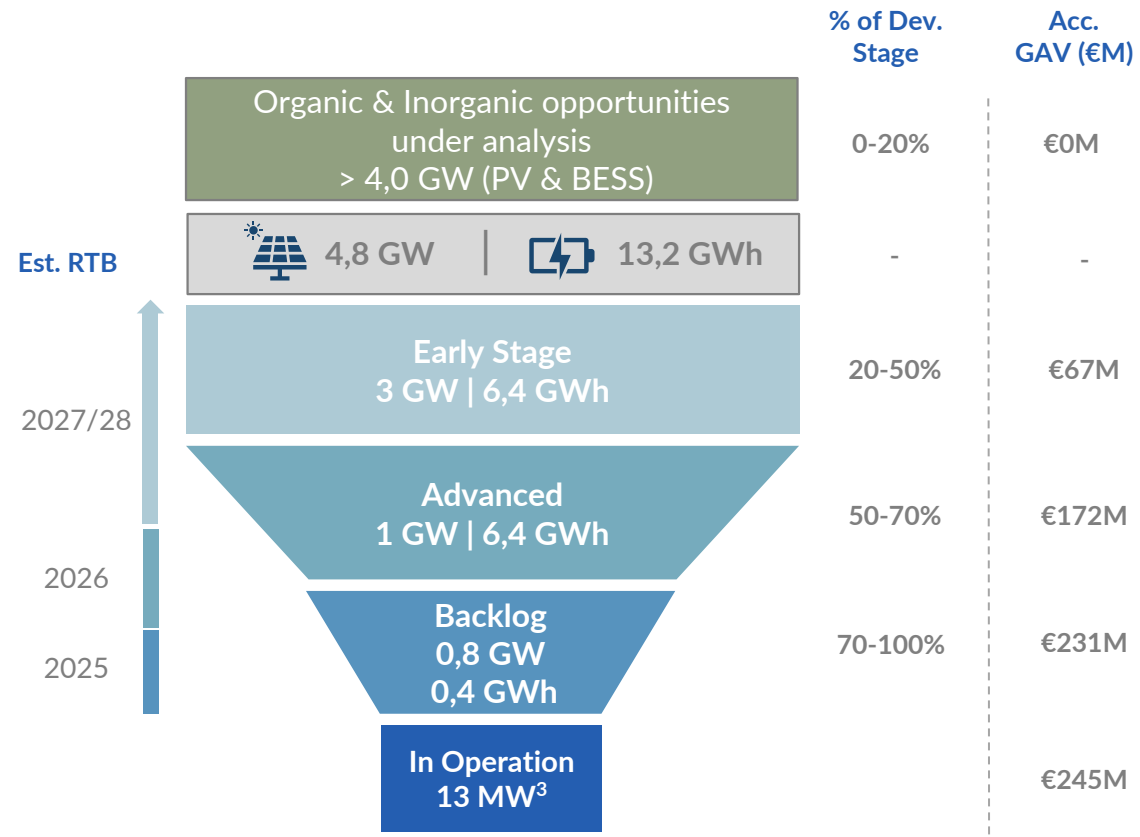 % of Dev.
Stage
Acc.
GAV (€M)
Organic & Inorganic opportunities
under analysis
> 4,0 GW (PV & BESS)
0-20%
€0M
Est. RTB
4,8 GW | 13,2 GWh
-
-
Early Stage
3 GW | 6,4 GWh
20-50%
€67M
2027/28
Advanced
1 GW | 6,4 GWh
50-70%
€172M
2026
Backlog
0,8 GW
0,4 GWh
70-100%
€231M
2025
In Operation
13 MW³
€245M